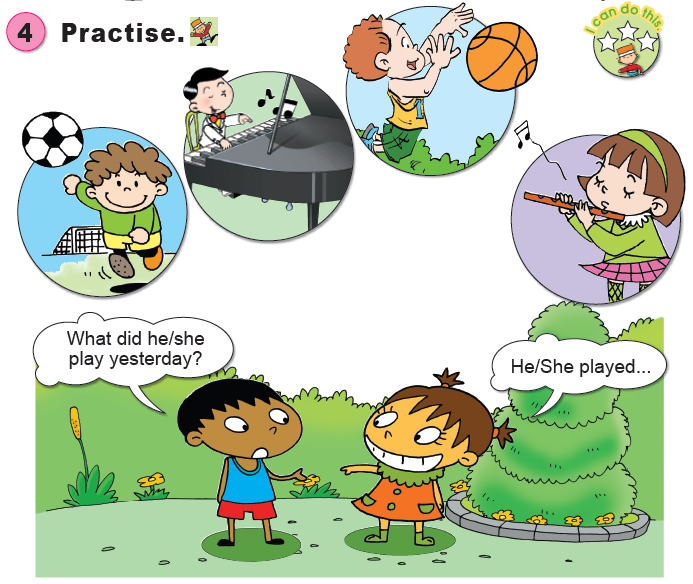 4 Practise.
I can do this.
What did he/she
play yesterday?
He/She played...